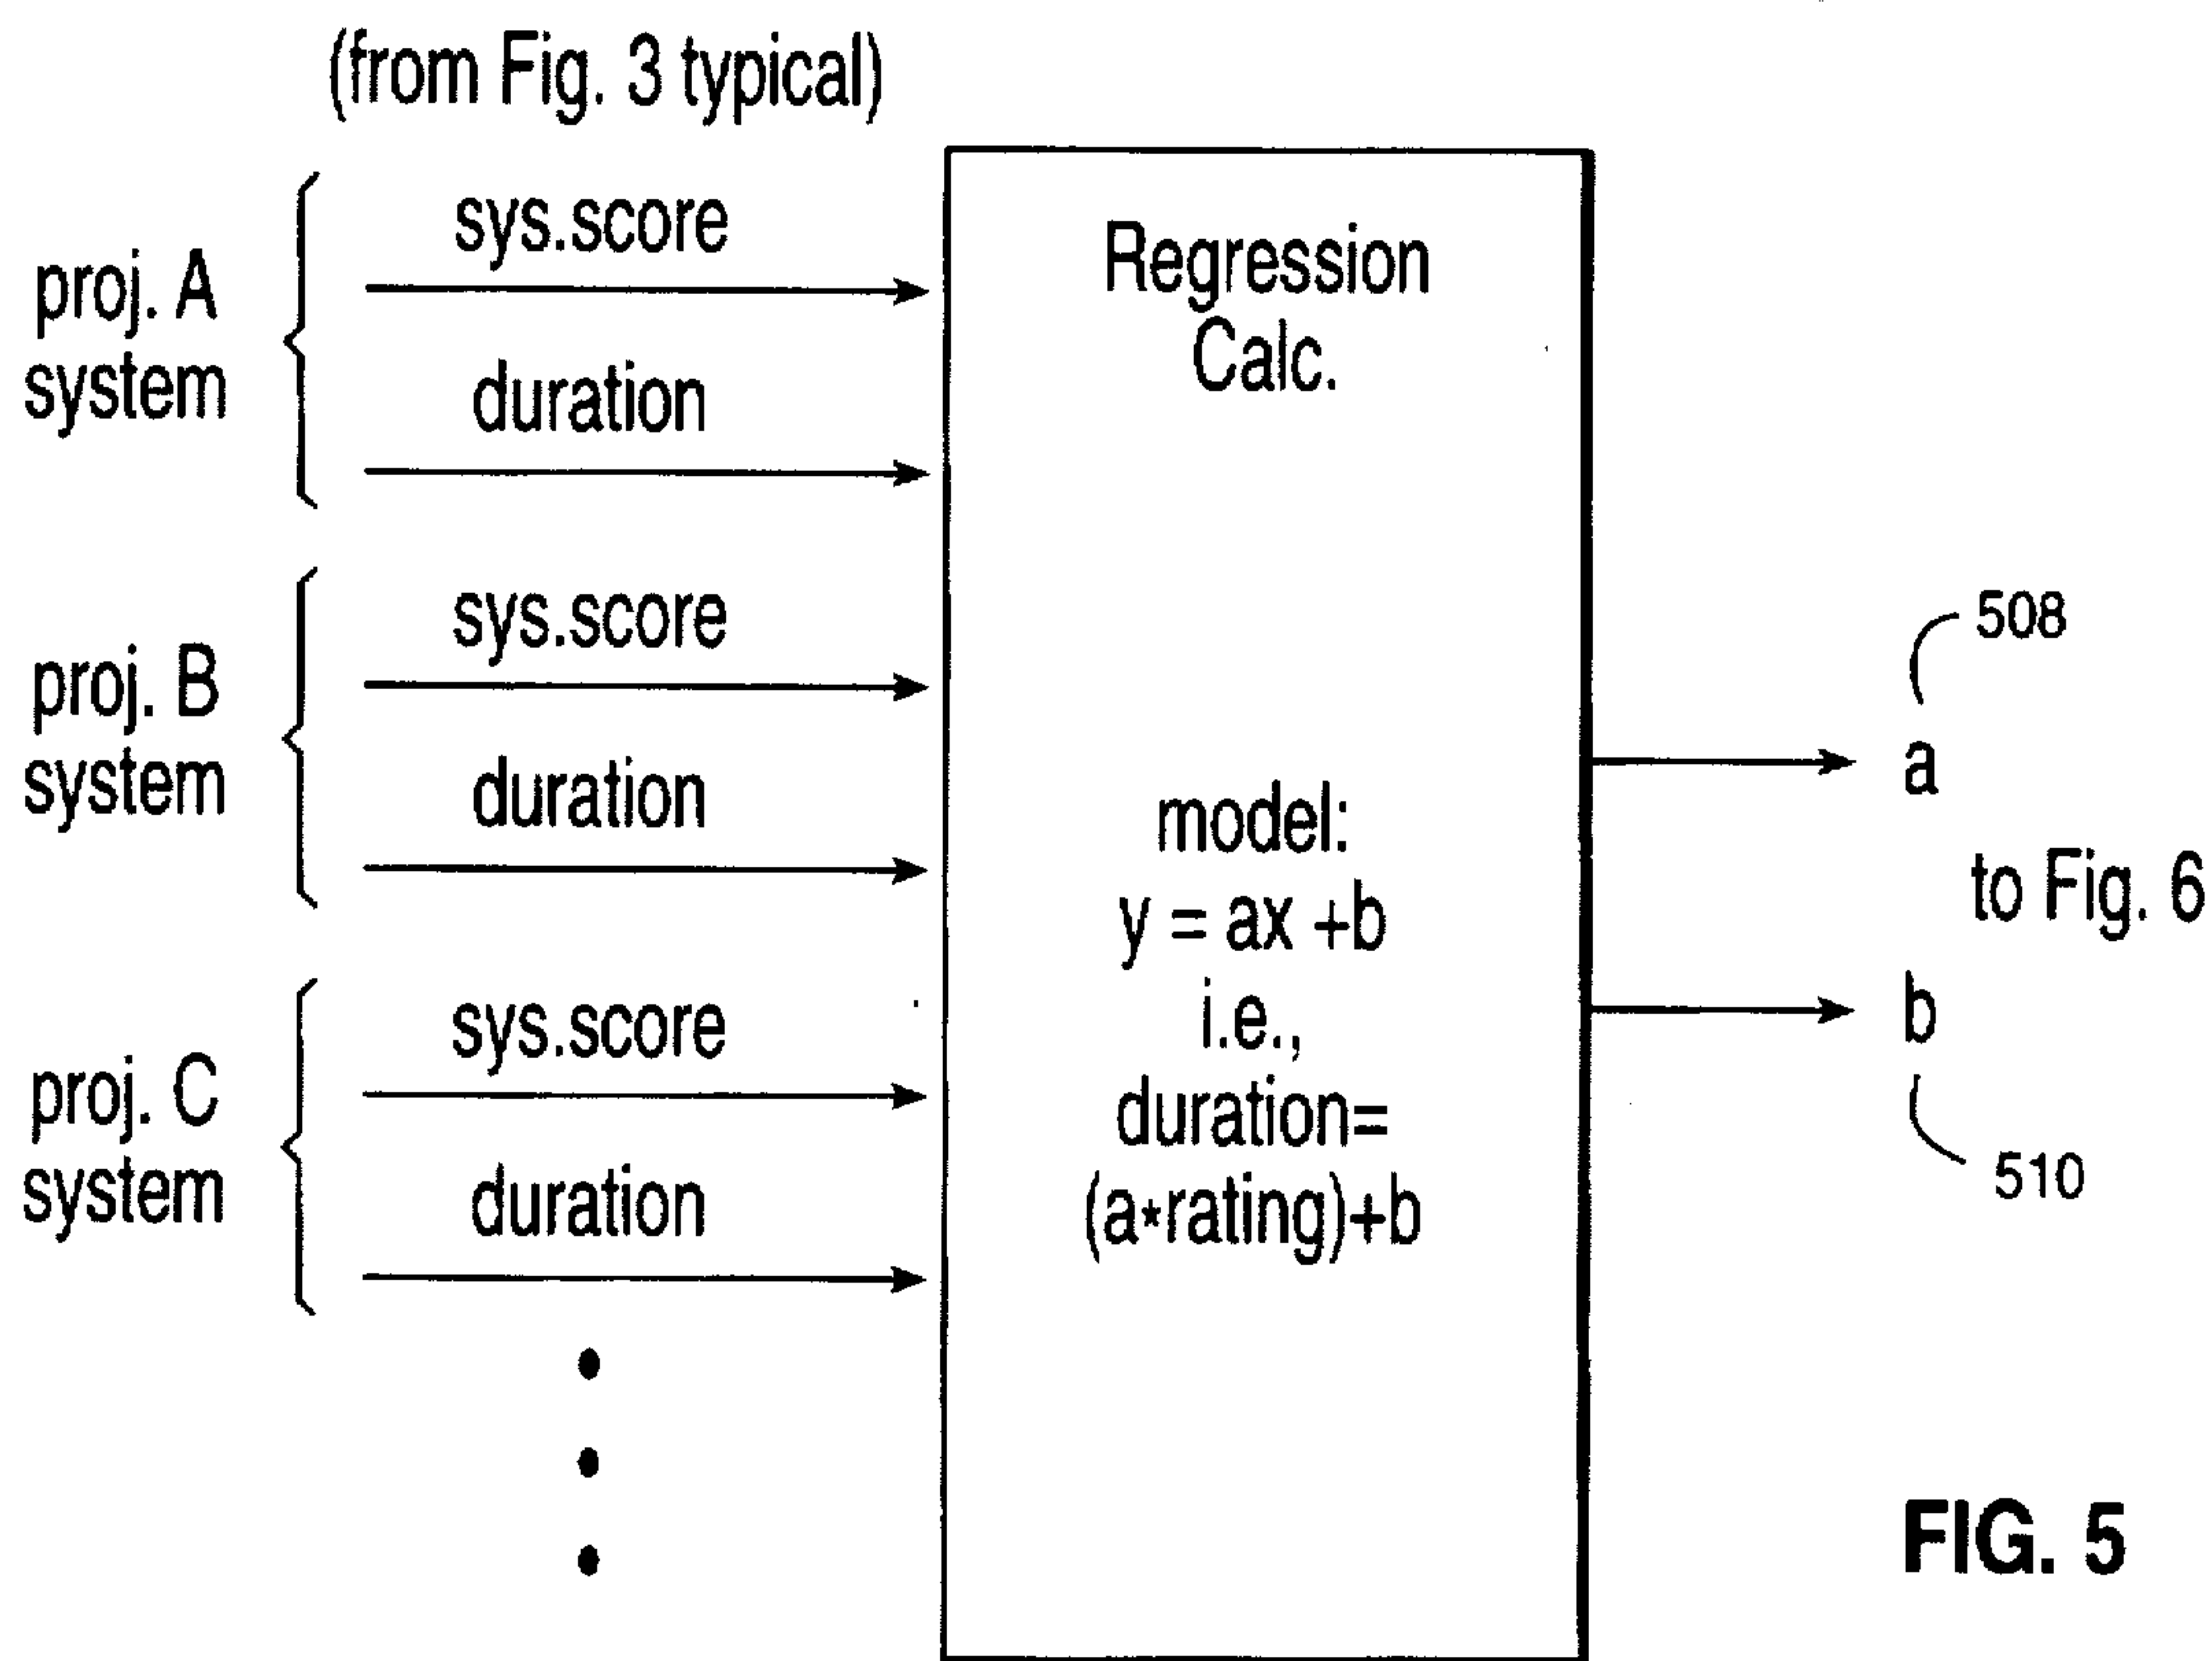 (from Fig. 3 typical)
proj. A
system
sys.score
duration
proj. B
system
sys.score
duration
proj. C
system
sys.score
duration
Regression
Calc.
model:
y = ax +b
i.e.,
duration=
(a*rating)+b
508
a
to Fig. 6
b
510
FIG. 5